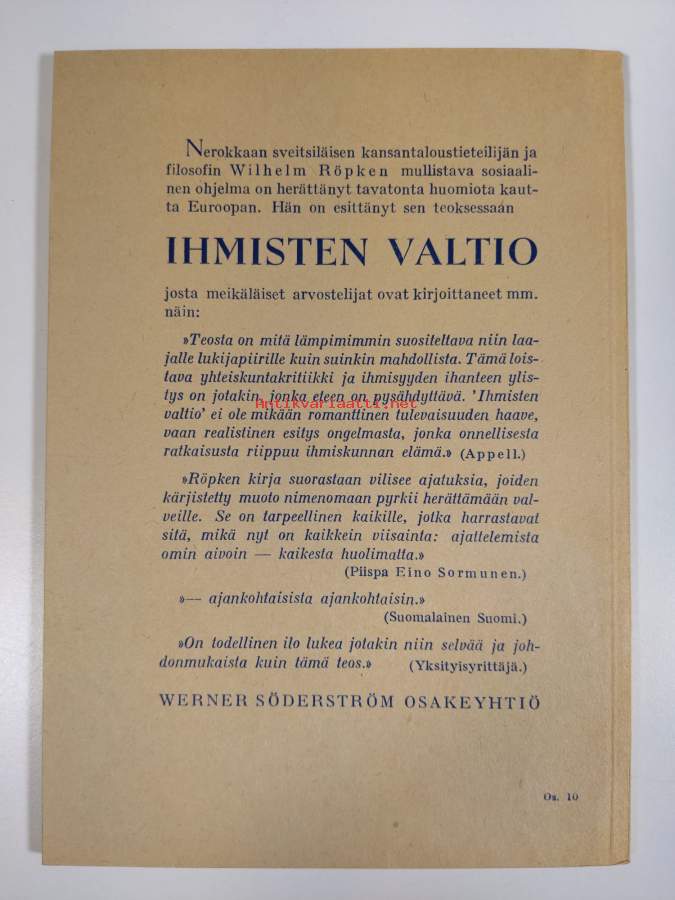 Nerokkaan sveitsiläisen kansantaloustieteilijän ja
filosofin Wilhelm Röpken mullistava sosiaali-
nen ohjelma on herättänyt tavatonta huomiota kaut-
ta Euroopan. Hän on esittänyt sen teoksessaan
IHMISTEN VALTIO
josta meikäläiset arvostelijat ovat kirjoittaneet mm.
näin:
»Teosta on mitä lämpimimmin suositeltava niin laa-
jalle lukijapiirille kuin suinkin mahdollista. Tämä lois-
tava yhteiskuntakritiikki ja ihmisyyden ihanteen ylis-
tys on jotakin, jonka eteen on pysähdyttävä. 'Ihmisten
Antikvariaatti.net
valtio' ei ole mikään romanttinen tulevaisuuden haave,
vaan realistinen esitys ongelmasta, jonka onnellisesta
ratkaisusta riippuu ihmiskunnan elämä.» (Appell.)
»Röpken kirja suorastaan vilisee ajatuksia, joiden
kärjistetty muoto nimenomaan pyrkii herättämään val-
veille. Se on tarpeellinen kaikille, jotka harrastavat
sitä, mikä nyt on kaikkein viisainta: ajattelemista
omin aivoin — kaikesta huolimatta.»
(Piispa Eino Sormunen.)
»— ajankohtaisista ajankohtaisin.»
(Suomalainen Suomi.)
»On todellinen ilo lukea jotakin niin selvää ja joh-
donmukaista kuin tämä teos.» (Yksityisyrittäjä.)
WERNER SÖDERSTRÖM OSAKEYHTIÖ
Os. 10